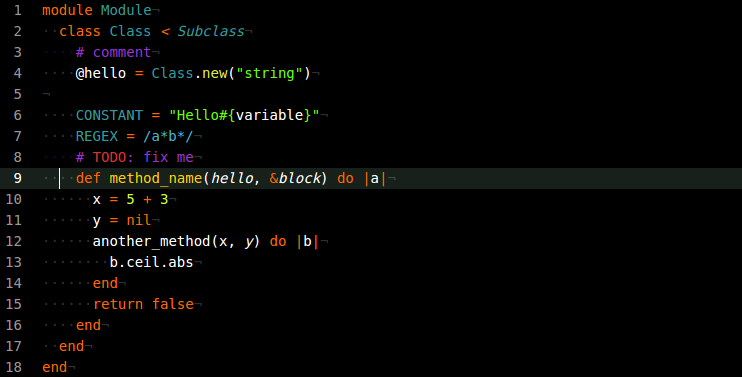 1 module Module¬
2 ··class Class < Subclass¬
3 ····# comment¬
4 ····@hello = Class.new("string")¬
5 ¬
6 ····CONSTANT = "Hello#{variable}"¬
7 ····REGEX = /a*b*/¬
8 ····# TODO: fix me¬
9 ····def method_name(hello, &block) do |a|¬
10 ······x = 5 + 3¬
11 ······y = nil¬
12 ······another_method(x, y) do |b|¬
13 ········b.ceil.abs¬
14 ······end¬
15 ······return false¬
16 ····end¬
17 ··end¬
18 end¬